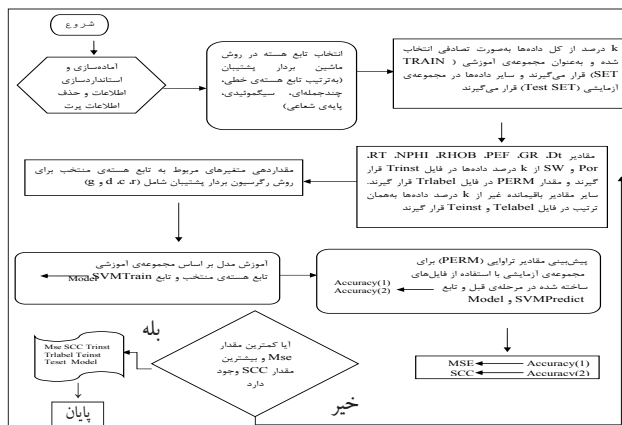 شروع
آماده‌سازی و
استانداردسازی
اطلاعات و حذف
اطلاعات پرت
انتخاب تابع هسته در روش
ماشین بردار پشتیبان
(به‌ترتیب تابع هسته‌ی خطی،
چندجمله‌ای، سیگموئیدی،
پایه‌ی شعاعی)
k درصد از کل داده‌ها به‌صورت تصادفی انتخاب
شده و به‌عنوان مجموعه‌ی آموزشی ( TRAIN
SET) قرار می‌گیرند و سایر داده‌ها در مجموعه‌ی
آزمایشی (Test SET) قرار می‌گیرند
مقادیر RT، NPHI، RHOB، PEF، GR، Dt،
Por و SW از k درصد داده‌ها در فایل Trinst قرار
گیرند و مقدار PERM در فایل Trlabel قرار گیرند.
سایر مقادیر باقیمانده غیر از k درصد داده‌ها به‌همان
ترتیب در فایل Telabel و Teinst قرار گیرند.
مقداردهی متغیرهای مربوط به تابع هسته‌ی منتخب برای
روش رگرسیون بردار پشتیبان شامل (d ،c ،r و g)
آموزش مدل بر اساس مجموعه‌ی آموزشی
تابع هسته‌ی منتخب و تابع SVMTrain
Model
پیش‌بینی مقادیر تراوایی (PERM) برای
مجموعه‌ی آزمایشی با استفاده از فایل‌های
ساخته شده در مرحله‌ی قبل و تابع
SVMPredict و Model
Accuracy(1)
Accuracy(2)
MSE Accuracy(1)
SCC Accuracy(2)
آیا کمترین مقدار
Mse و بیشترین
مقدار SCC وجود
دارد
بله
خیر
Mse SCC Trinst
Trlabel Teinst
Teset Model
پایان